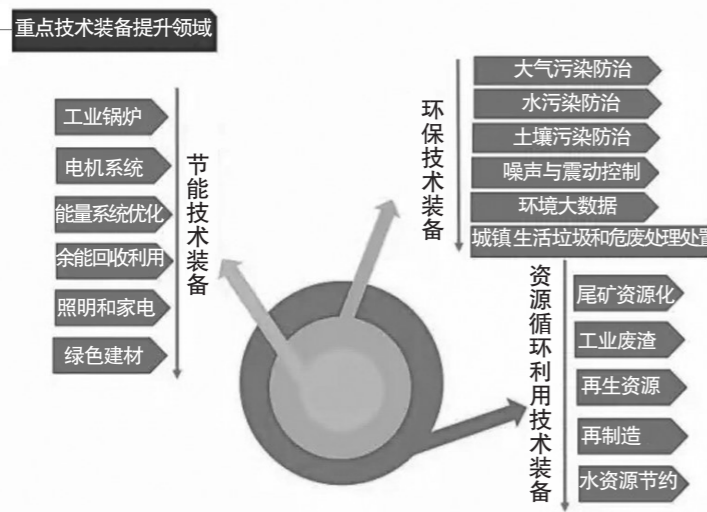 重点技术装备提升领域
工业锅炉
电机系统
能量系统优化
余能回收利用
照明和家电
绿色建材
节能技术装备
环保技术装备
大气污染防治
水污染防治
土壤污染防治
噪声与震动控制
环境大数据
城镇生活垃圾和危废处理处置
资源循环利用技术装备
尾矿资源化
工业废渣
再生资源
再制造
水资源节约